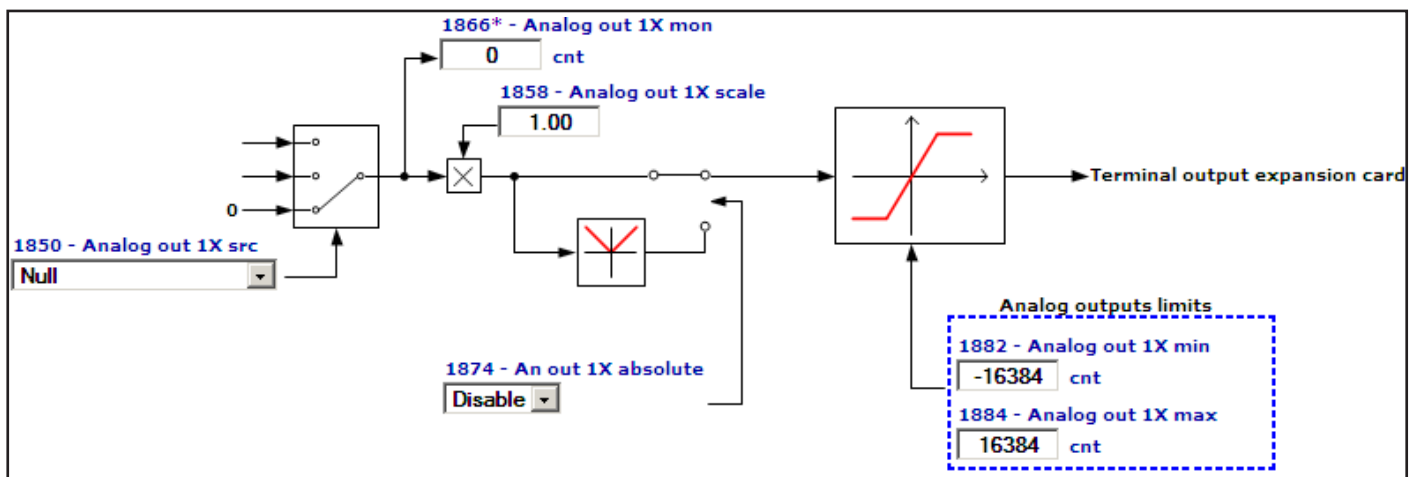 1866* - Analog out 1X mon
0 cnt
1858 - Analog out 1X scale
1.00
Terminal output expansion card
0
1850 - Analog out 1X src
Null
Analog outputs limits
1882 - Analog out 1X min
-16384 cnt
1874 - An out 1X absolute
Disable
1884 - Analog out 1X max
16384 cnt